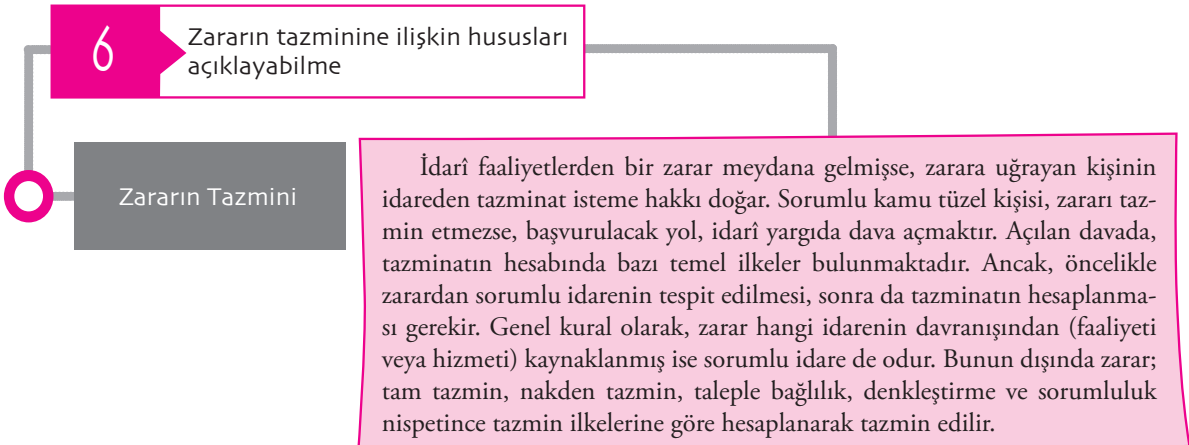 6
Zararın tazminine ilişkin hususları
açıklayabilme
Zararın Tazmini
İdarî faaliyetlerden bir zarar meydana gelmişse, zarara uğrayan kişinin
idareden tazminat isteme hakkı doğar. Sorumlu kamu tüzel kişisi, zararı taz-
min etmezse, başvurulacak yol, idarî yargıda dava açmaktır. Açılan davada,
tazminatın hesabında bazı temel ilkeler bulunmaktadır. Ancak, öncelikle
zarardan sorumlu idarenin tespit edilmesi, sonra da tazminatın hesaplanma-
sı gerekir. Genel kural olarak, zarar hangi idarenin davranışından (faaliyeti
veya hizmeti) kaynaklanmış ise sorumlu idare de odur. Bunun dışında zarar;
tam tazmin, nakden tazmin, taleple bağlılık, denkleştirme ve sorumluluk
nispetince tazmin ilkelerine göre hesaplanarak tazmin edilir.